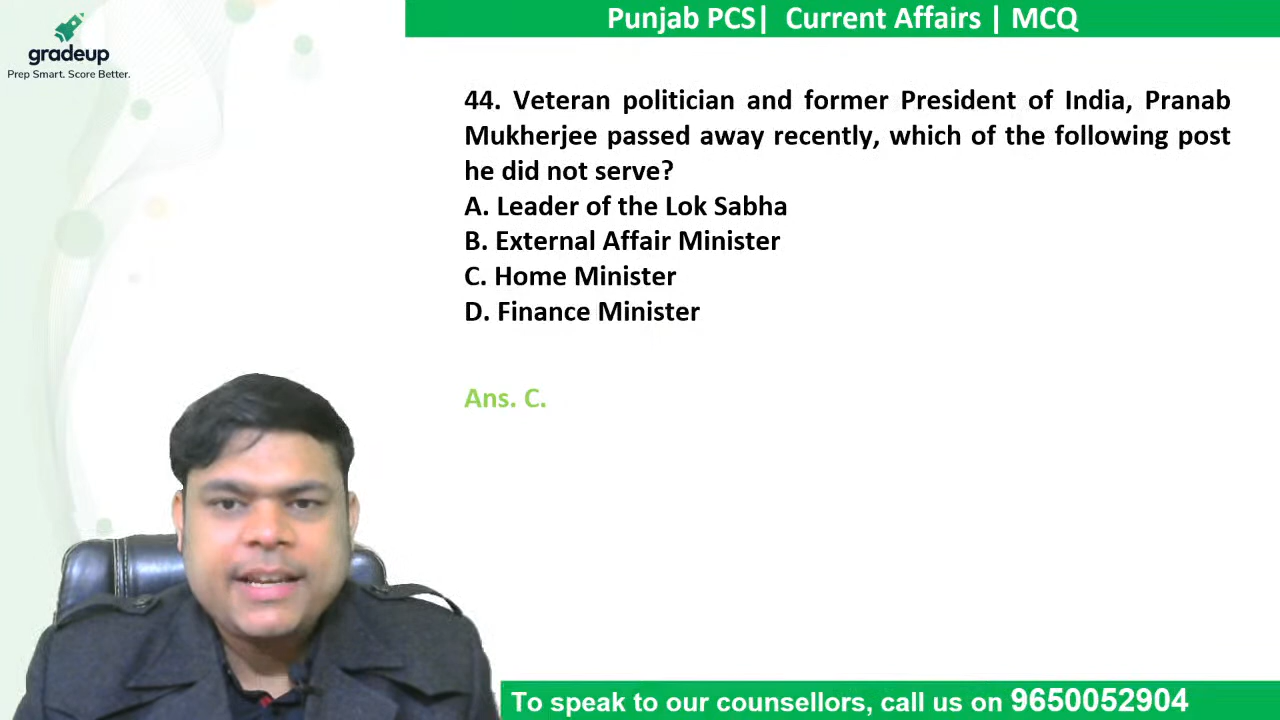 gradeup
Prep Smart. Score Better.
Punjab PCS| Current Affairs | MCQ
44. Veteran politician and former President of India, Pranab
Mukherjee passed away recently, which of the following post
he did not serve?
A. Leader of the Lok Sabha
B. External Affair Minister
C. Home Minister
D. Finance Minister
Ans. C.
To speak to our counsellors, call us on 9650052904